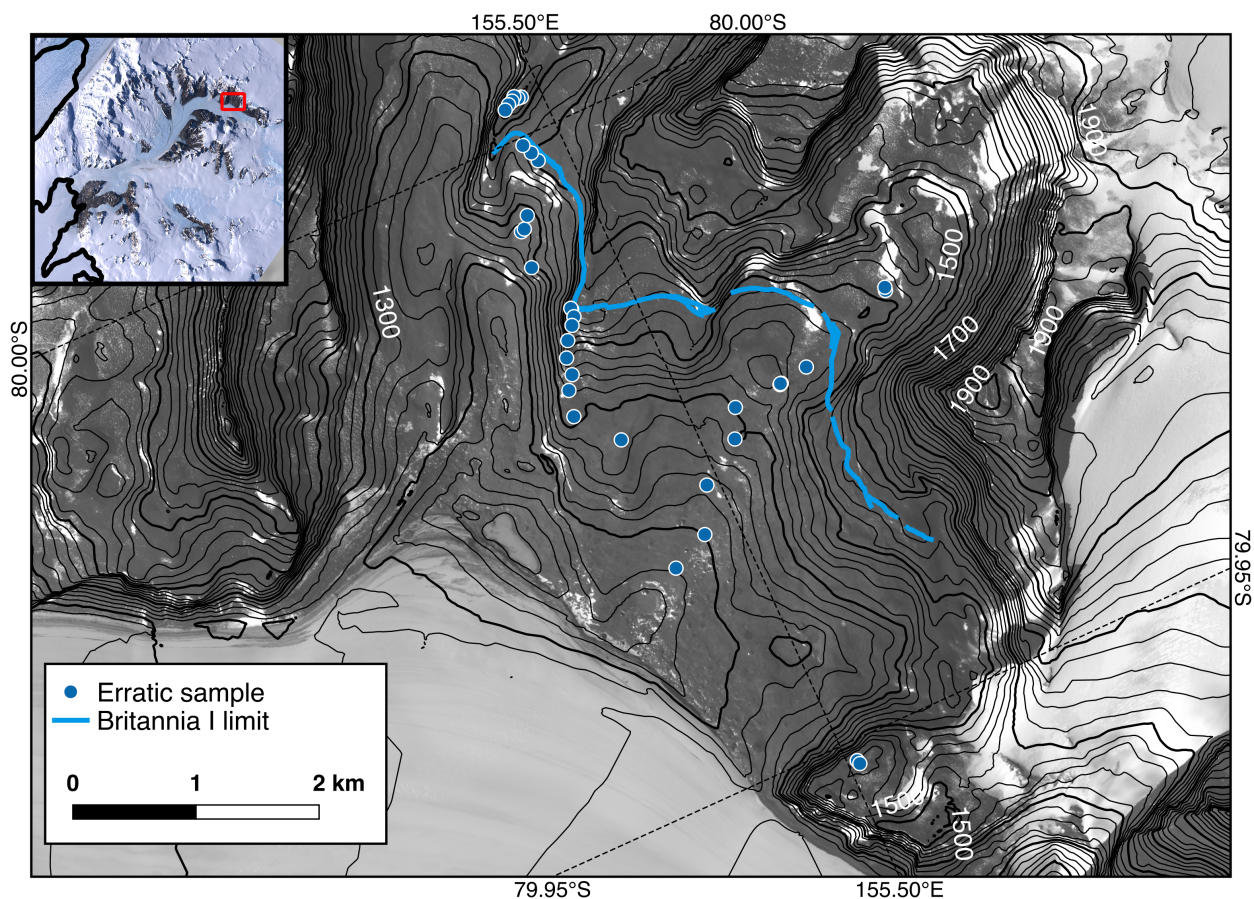 155.50°E 80.00°S
1900
1500
1300
80.00°S
1700
1900
1900
79.95°S
Erratic sample
Britannia I limit
0 1 2 km
1500
1500
79.95°S 155.50°E